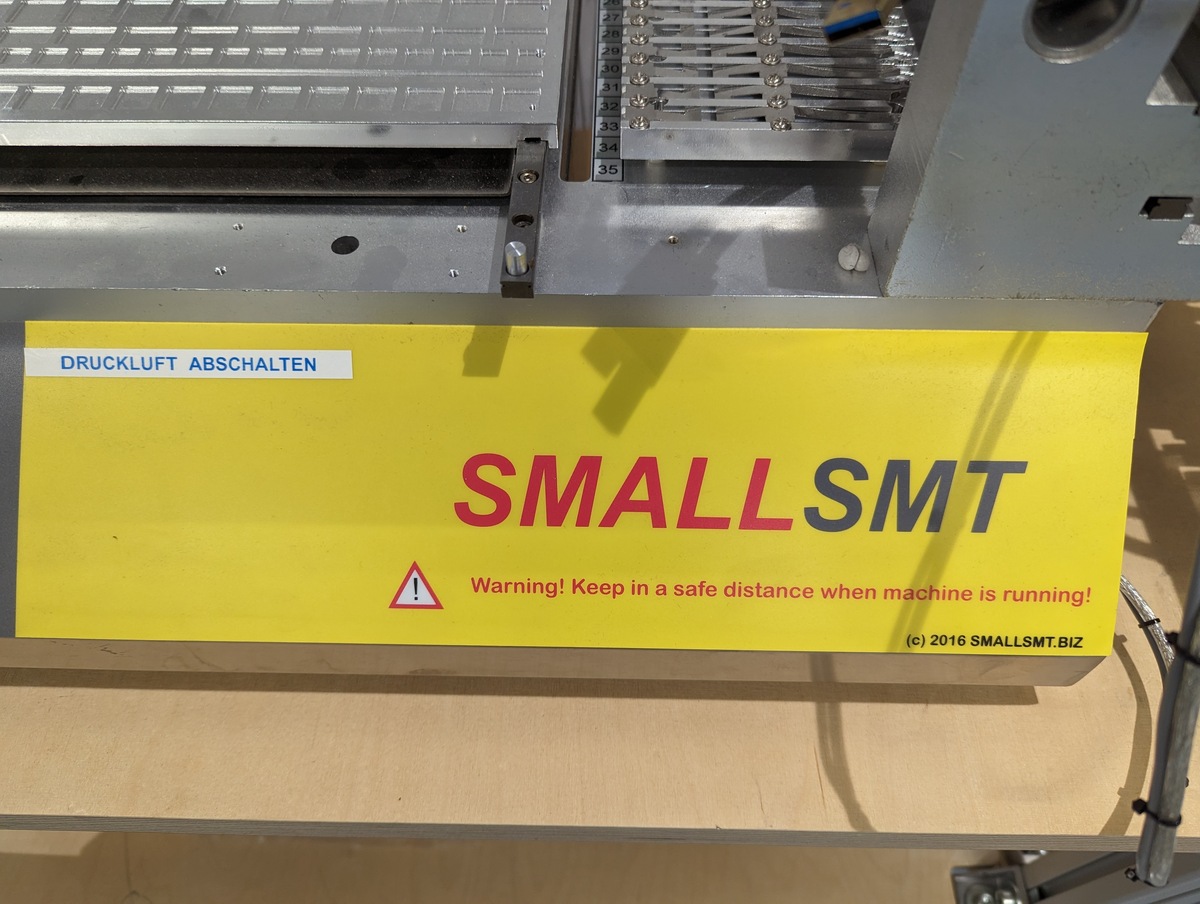 26
27
28
29
30
31
32
33
34
35
DRUCKLUFT ABSCHALTEN
SMALLSMT
Warning! Keep in a safe distance when machine is running!
(c) 2016 SMALLSMT.BIZ